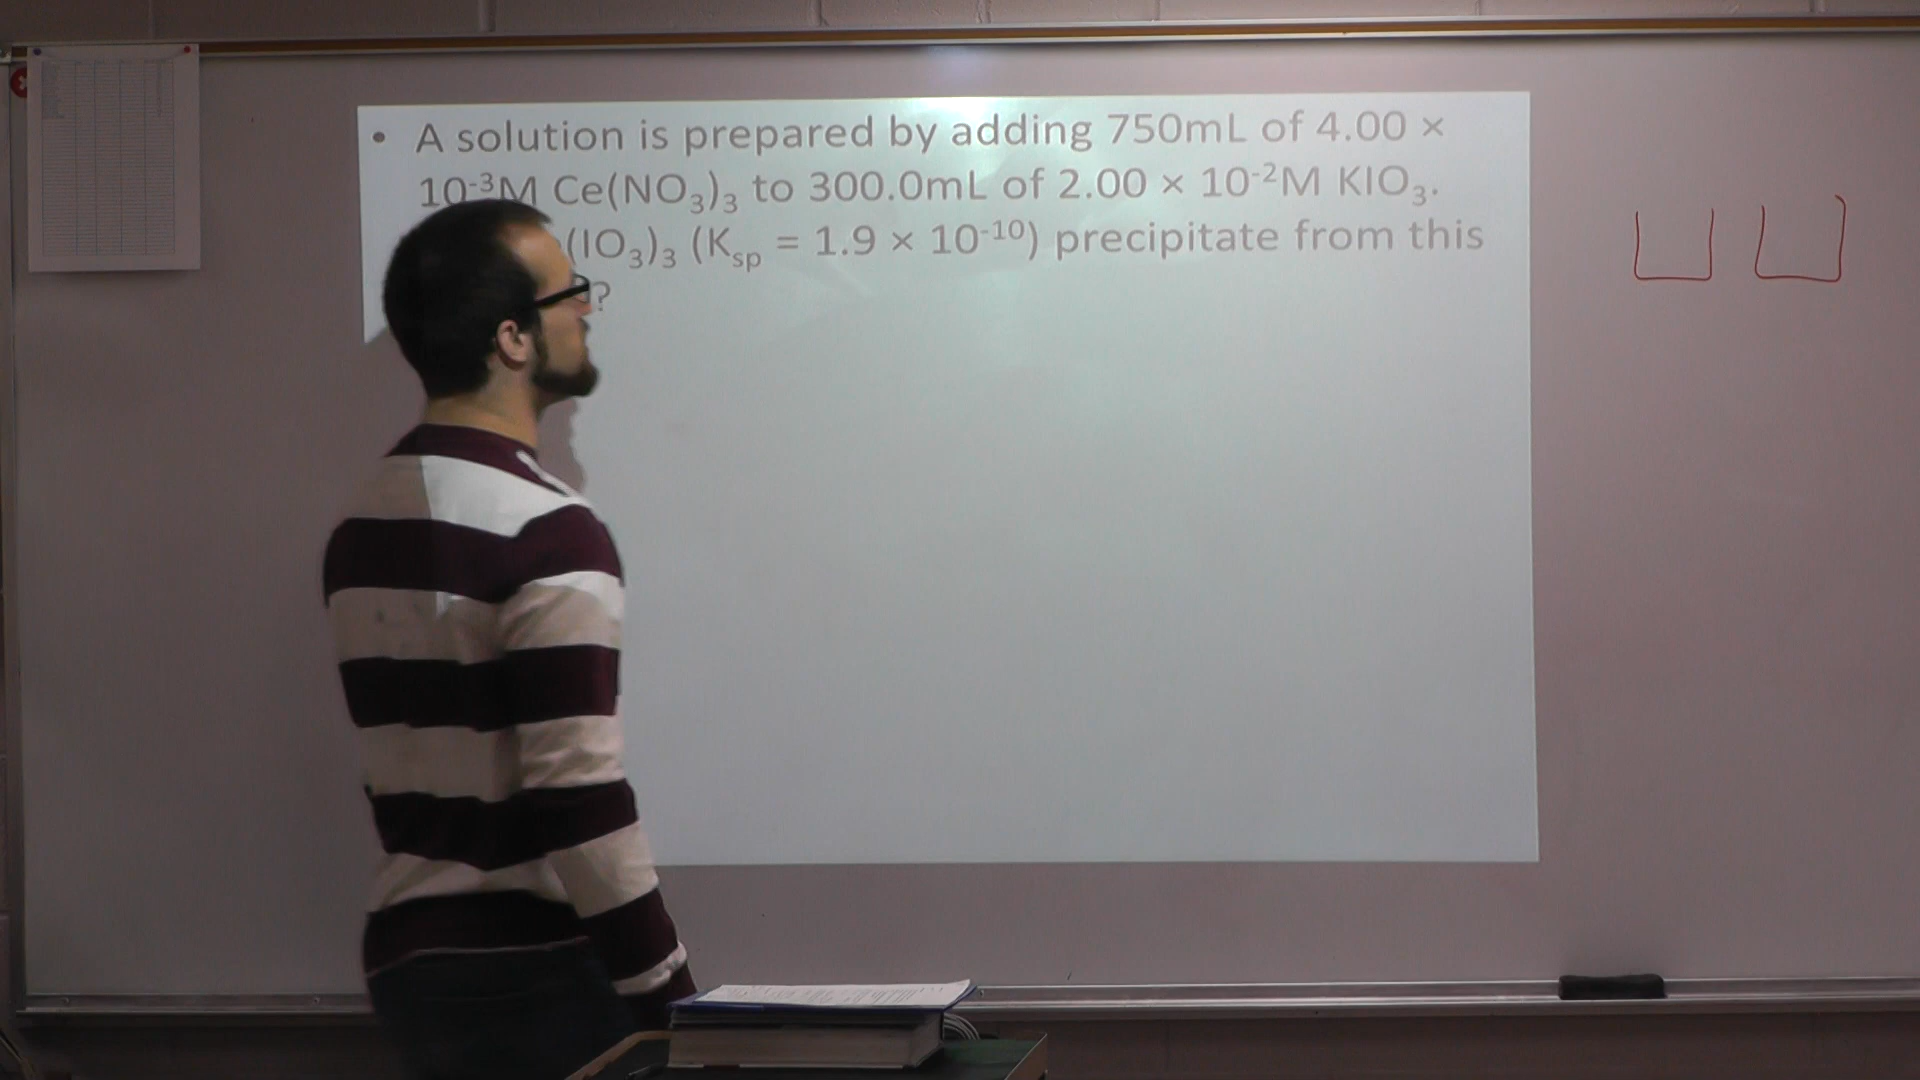 • A solution is prepared by adding 750mL of 4.00 ×
10⁻³M Ce(NO₃)₃ to 300.0mL of 2.00 × 10⁻²M KIO₃.
(IO₃)₃ (Kₛₚ = 1.9 × 10⁻¹⁰) precipitate from this
?